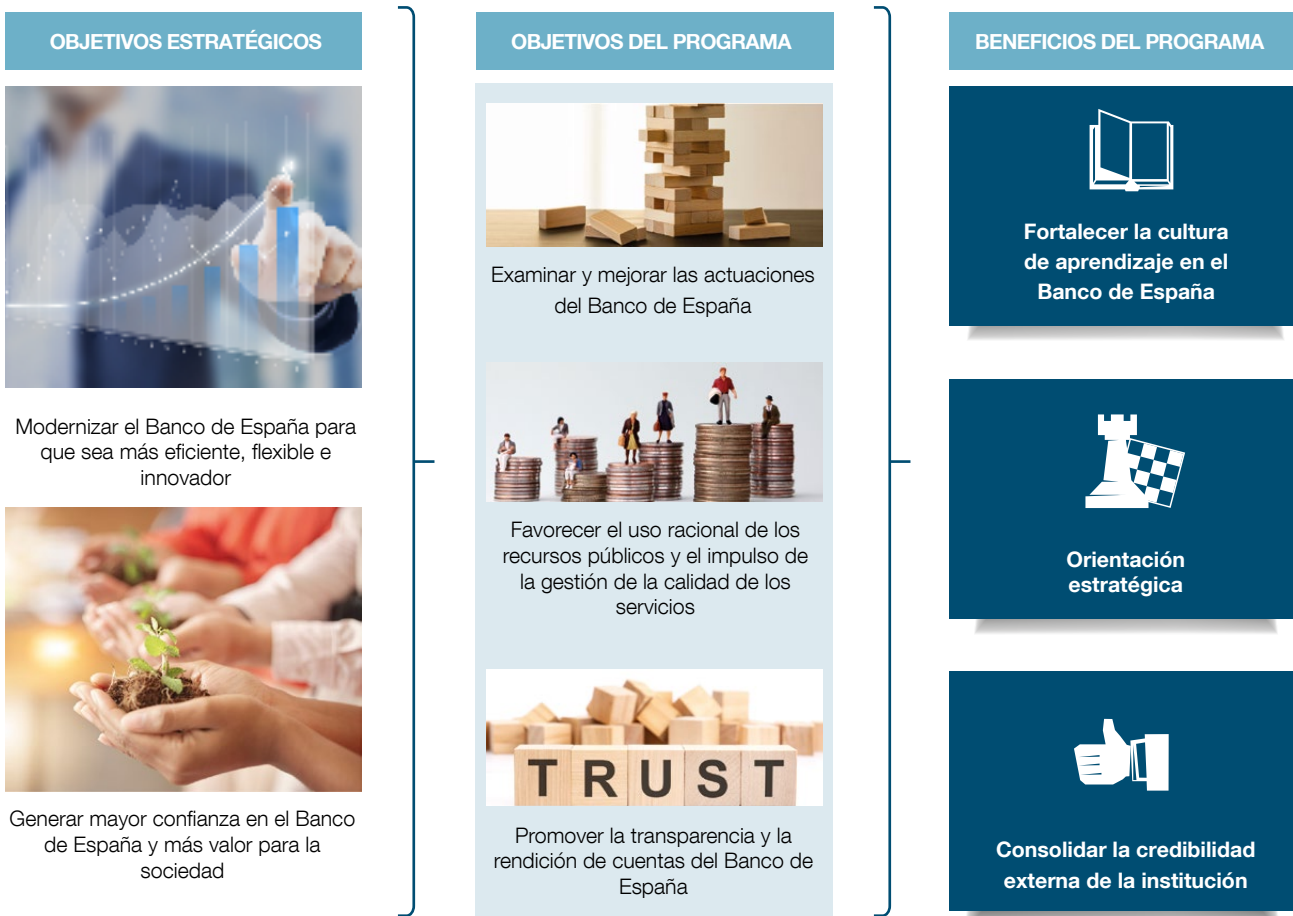 OBJETIVOS ESTRATÉGICOS
Modernizar el Banco de España para
que sea más eficiente, flexible e
innovador
Generar mayor confianza en el Banco
de España y más valor para la
sociedad
OBJETIVOS DEL PROGRAMA
Examinar y mejorar las actuaciones
del Banco de España
Favorecer el uso racional de los
recursos públicos y el impulso de
la gestión de la calidad de los
servicios
TRUST
Promover la transparencia y la
rendición de cuentas del Banco de
España
BENEFICIOS DEL PROGRAMA
Fortalecer la cultura
de aprendizaje en el
Banco de España
Orientación
estratégica
Consolidar la credibilidad
externa de la institución